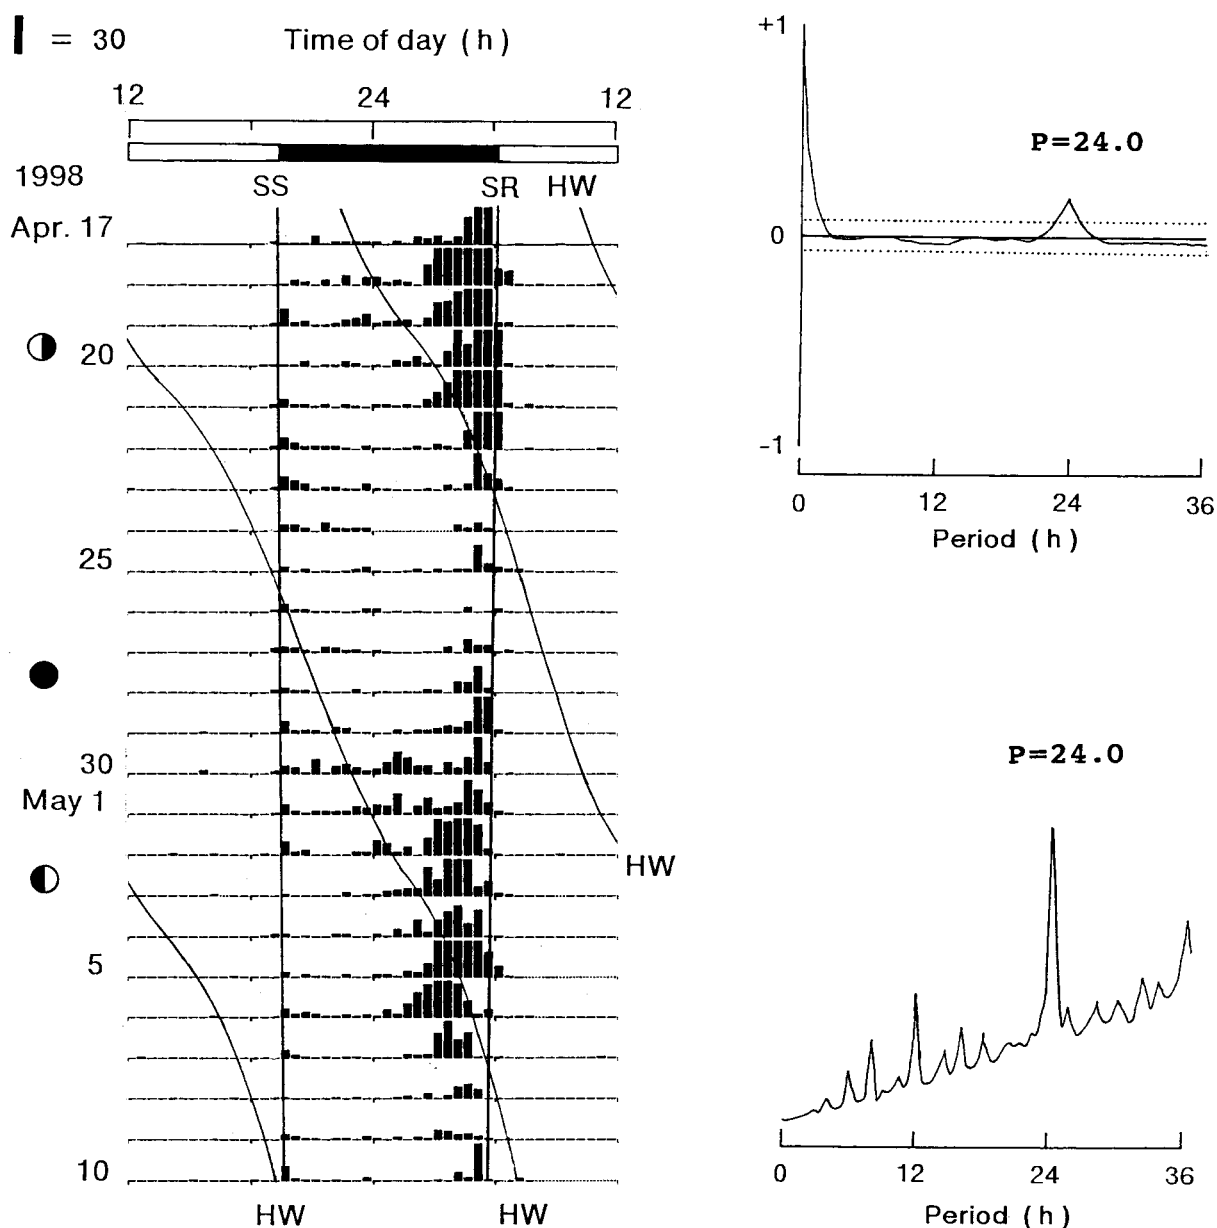 = 30
Time of day (h)
12 24 12
1998
SS SR HW
Apr. 17
20
25
30
May 1
HW
5
10
HW HW
+1
P=24.0
0
-1
0 12 24 36
Period (h)
P=24.0
0 12 24 36
Period (h)